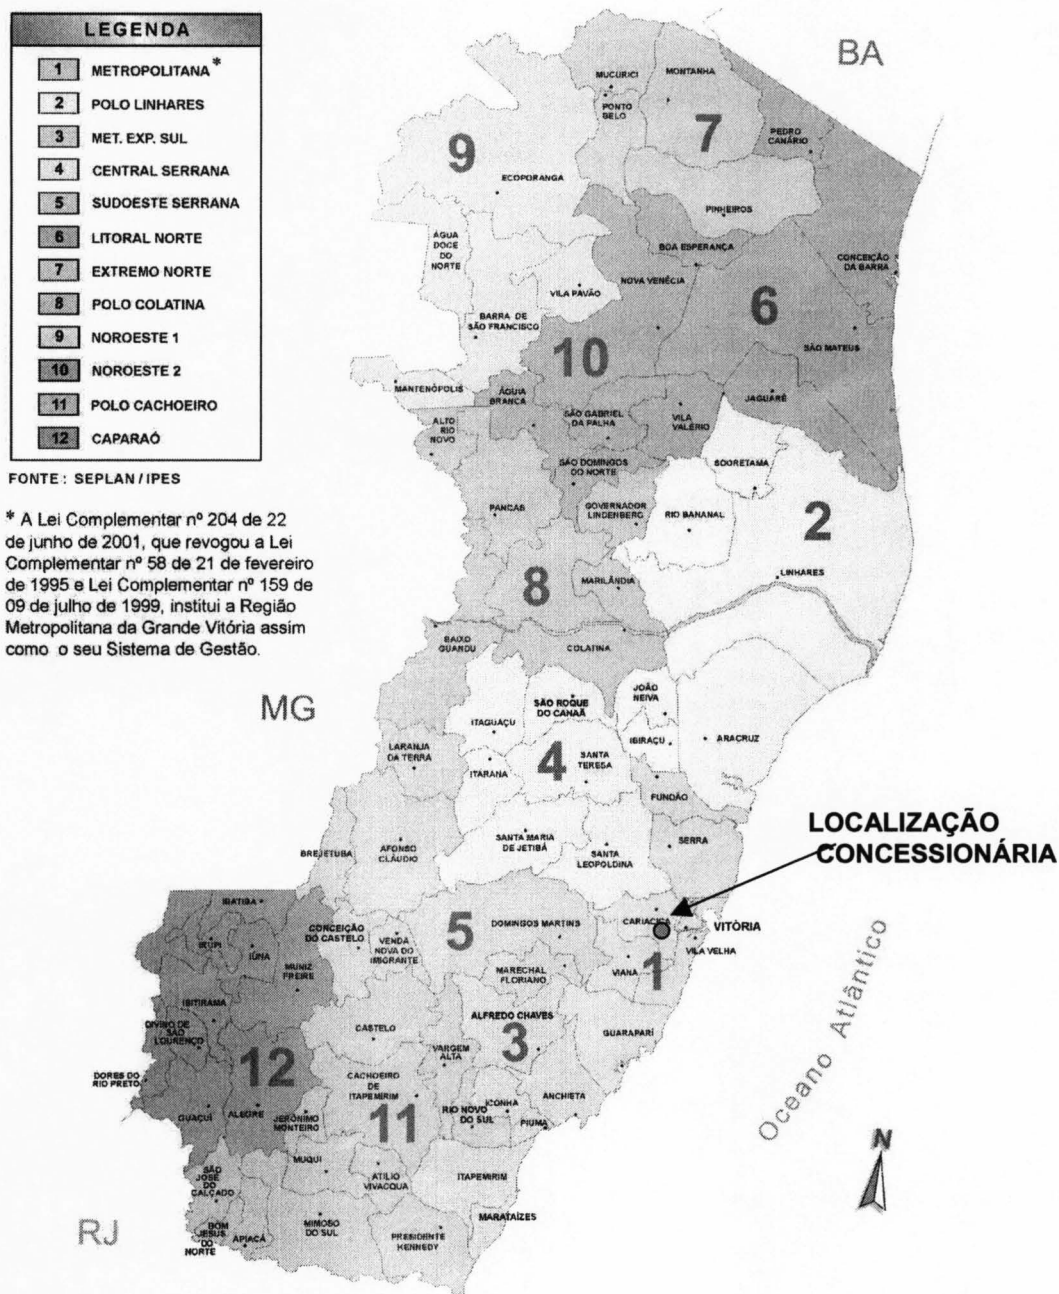 LEGENDA
1 METROPOLITANA*
2 POLO LINHARES
3 MET. EXP. SUL
4 CENTRAL SERRANA
5 SUDOESTE SERRANA
6 LITORAL NORTE
7 EXTREMO NORTE
8 POLO COLATINA
9 NOROESTE 1
10 NOROESTE 2
11 POLO CACHOEIRO
12 CAPARAÓ
FONTE: SEPLAN/IPES
* A Lei Complementar nº 204 de 22
de junho de 2001, que revogou a Lei
Complementar nº 58 de 21 de fevereiro
de 1995 e Lei Complementar nº 159 de
09 de julho de 1999, institui a Região
Metropolitana da Grande Vitória assim
como o seu Sistema de Gestão.
BA
MUCURICI
MONTANHA
PONTO
BELO
7
PEDRO
CANÁRIO
9
ECOPORANGA
PINHEIROS
ÁGUA
DOCE
DO
NORTE
BOA ESPERANÇA
CONCEIÇÃO
DA BARRA
NOVA VENÉCIA
VILA PAVÃO
6
BARRA DE
SÃO FRANCISCO
10
SÃO MATEUS
MANTENÓPOLIS
ÁGUIA
BRANCA
JAGUARÉ
ALTO
RIO
NOVO
SÃO GABRIEL
DA PALHA
VILA
VALÉRIO
SÃO DOMINGOS
DO NORTE
SOORETAMA
PANCAS
GOVERNADOR
LINDENBERG
RIO BANANAL
2
LINHARES
8
MARILÂNDIA
BAIXO
GUANDU
COLATINA
MG
JOÃO
NEIVA
SÃO ROQUE
DO CANAÃ
ITAGUAÇU
IBIRAÇU
ARACRUZ
LARANJA
DA TERRA
4
SANTA
TERESA
ITARANA
FUNDÃO
LOCALIZAÇÃO
CONCESSIONÁRIA
SANTA MARIA
DE JETIBÁ
SERRA
BREJETUBA
AFONSO
CLÁUDIO
SANTA
LEOPOLDINA
IBATIBA
CARIACICA
VITÓRIA
5
DOMINGOS MARTINS
CONCEIÇÃO
DO CASTELO
VENDA
NOVA DO
IMIGRANTE
IRUPI
IÚNA
VILA VELHA
MUNIZ
FREIRE
MARECHAL
FLORIANO
VIANA
1
IBITIRAMA
ALFREDO CHAVES
DIVINO DE
SÃO
LOURENÇO
CASTELO
3
GUARAPARÍ
VARGEM
ALTA
12
DORES DO
RIO PRETO
CACHOEIRO
DE
ITAPEMIRIM
ANCHIETA
ICONHA
GUAÇUÍ
ALEGRE
JERÔNIMO
MONTEIRO
11
RIO NOVO
DO SUL
PIUMA
MUQUI
SÃO
JOSÉ
DO
CALÇADO
ATILIO
VIVACQUA
ITAPEMIRIM
MARATAÍZES
RJ
BOM
JESUS
DO
NORTE
APIACÁ
MIMOSO
DO SUL
PRESIDENTE
KENNEDY
Oceano Atlântico
N